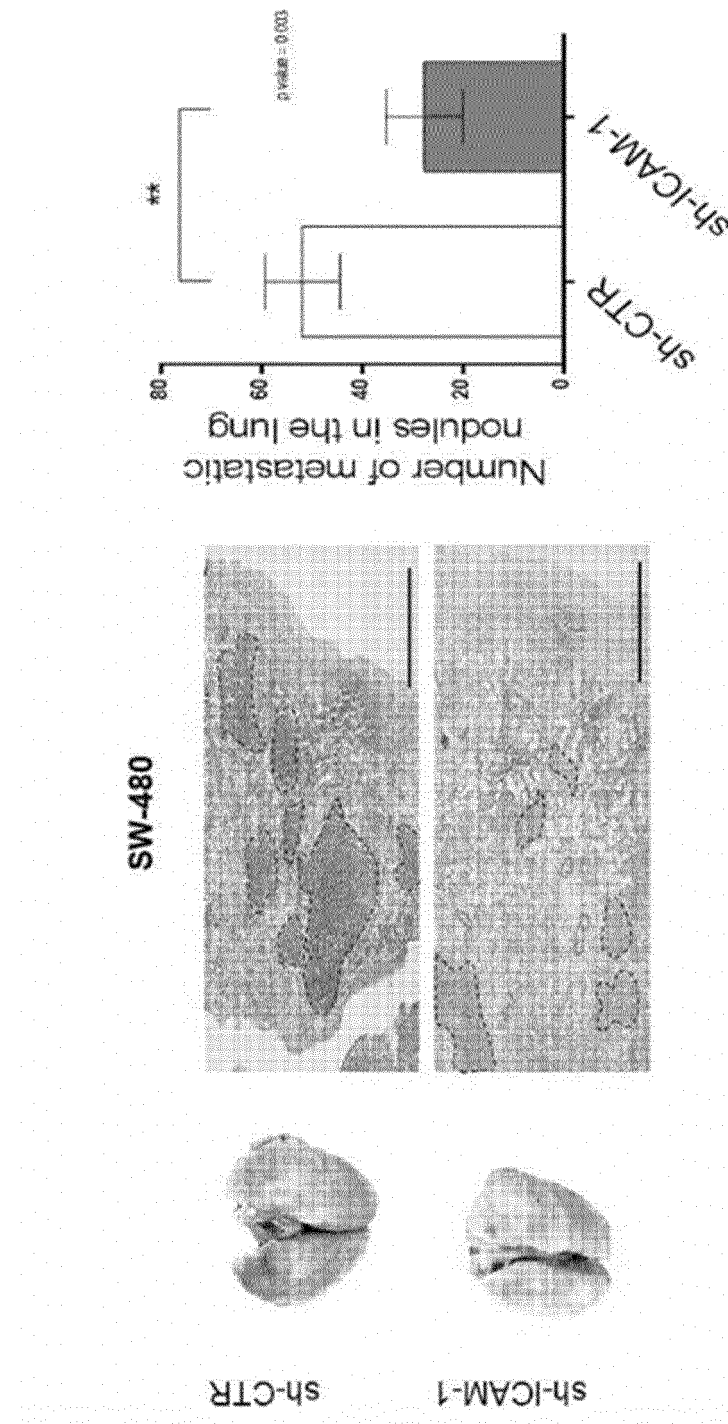 SW-480
sh-CTR
sh-ICAM-1
Number of metastatic
nodules in the lung
80
60
40
20
0
**
p value = 0.003
sh-CTR
sh-ICAM-1